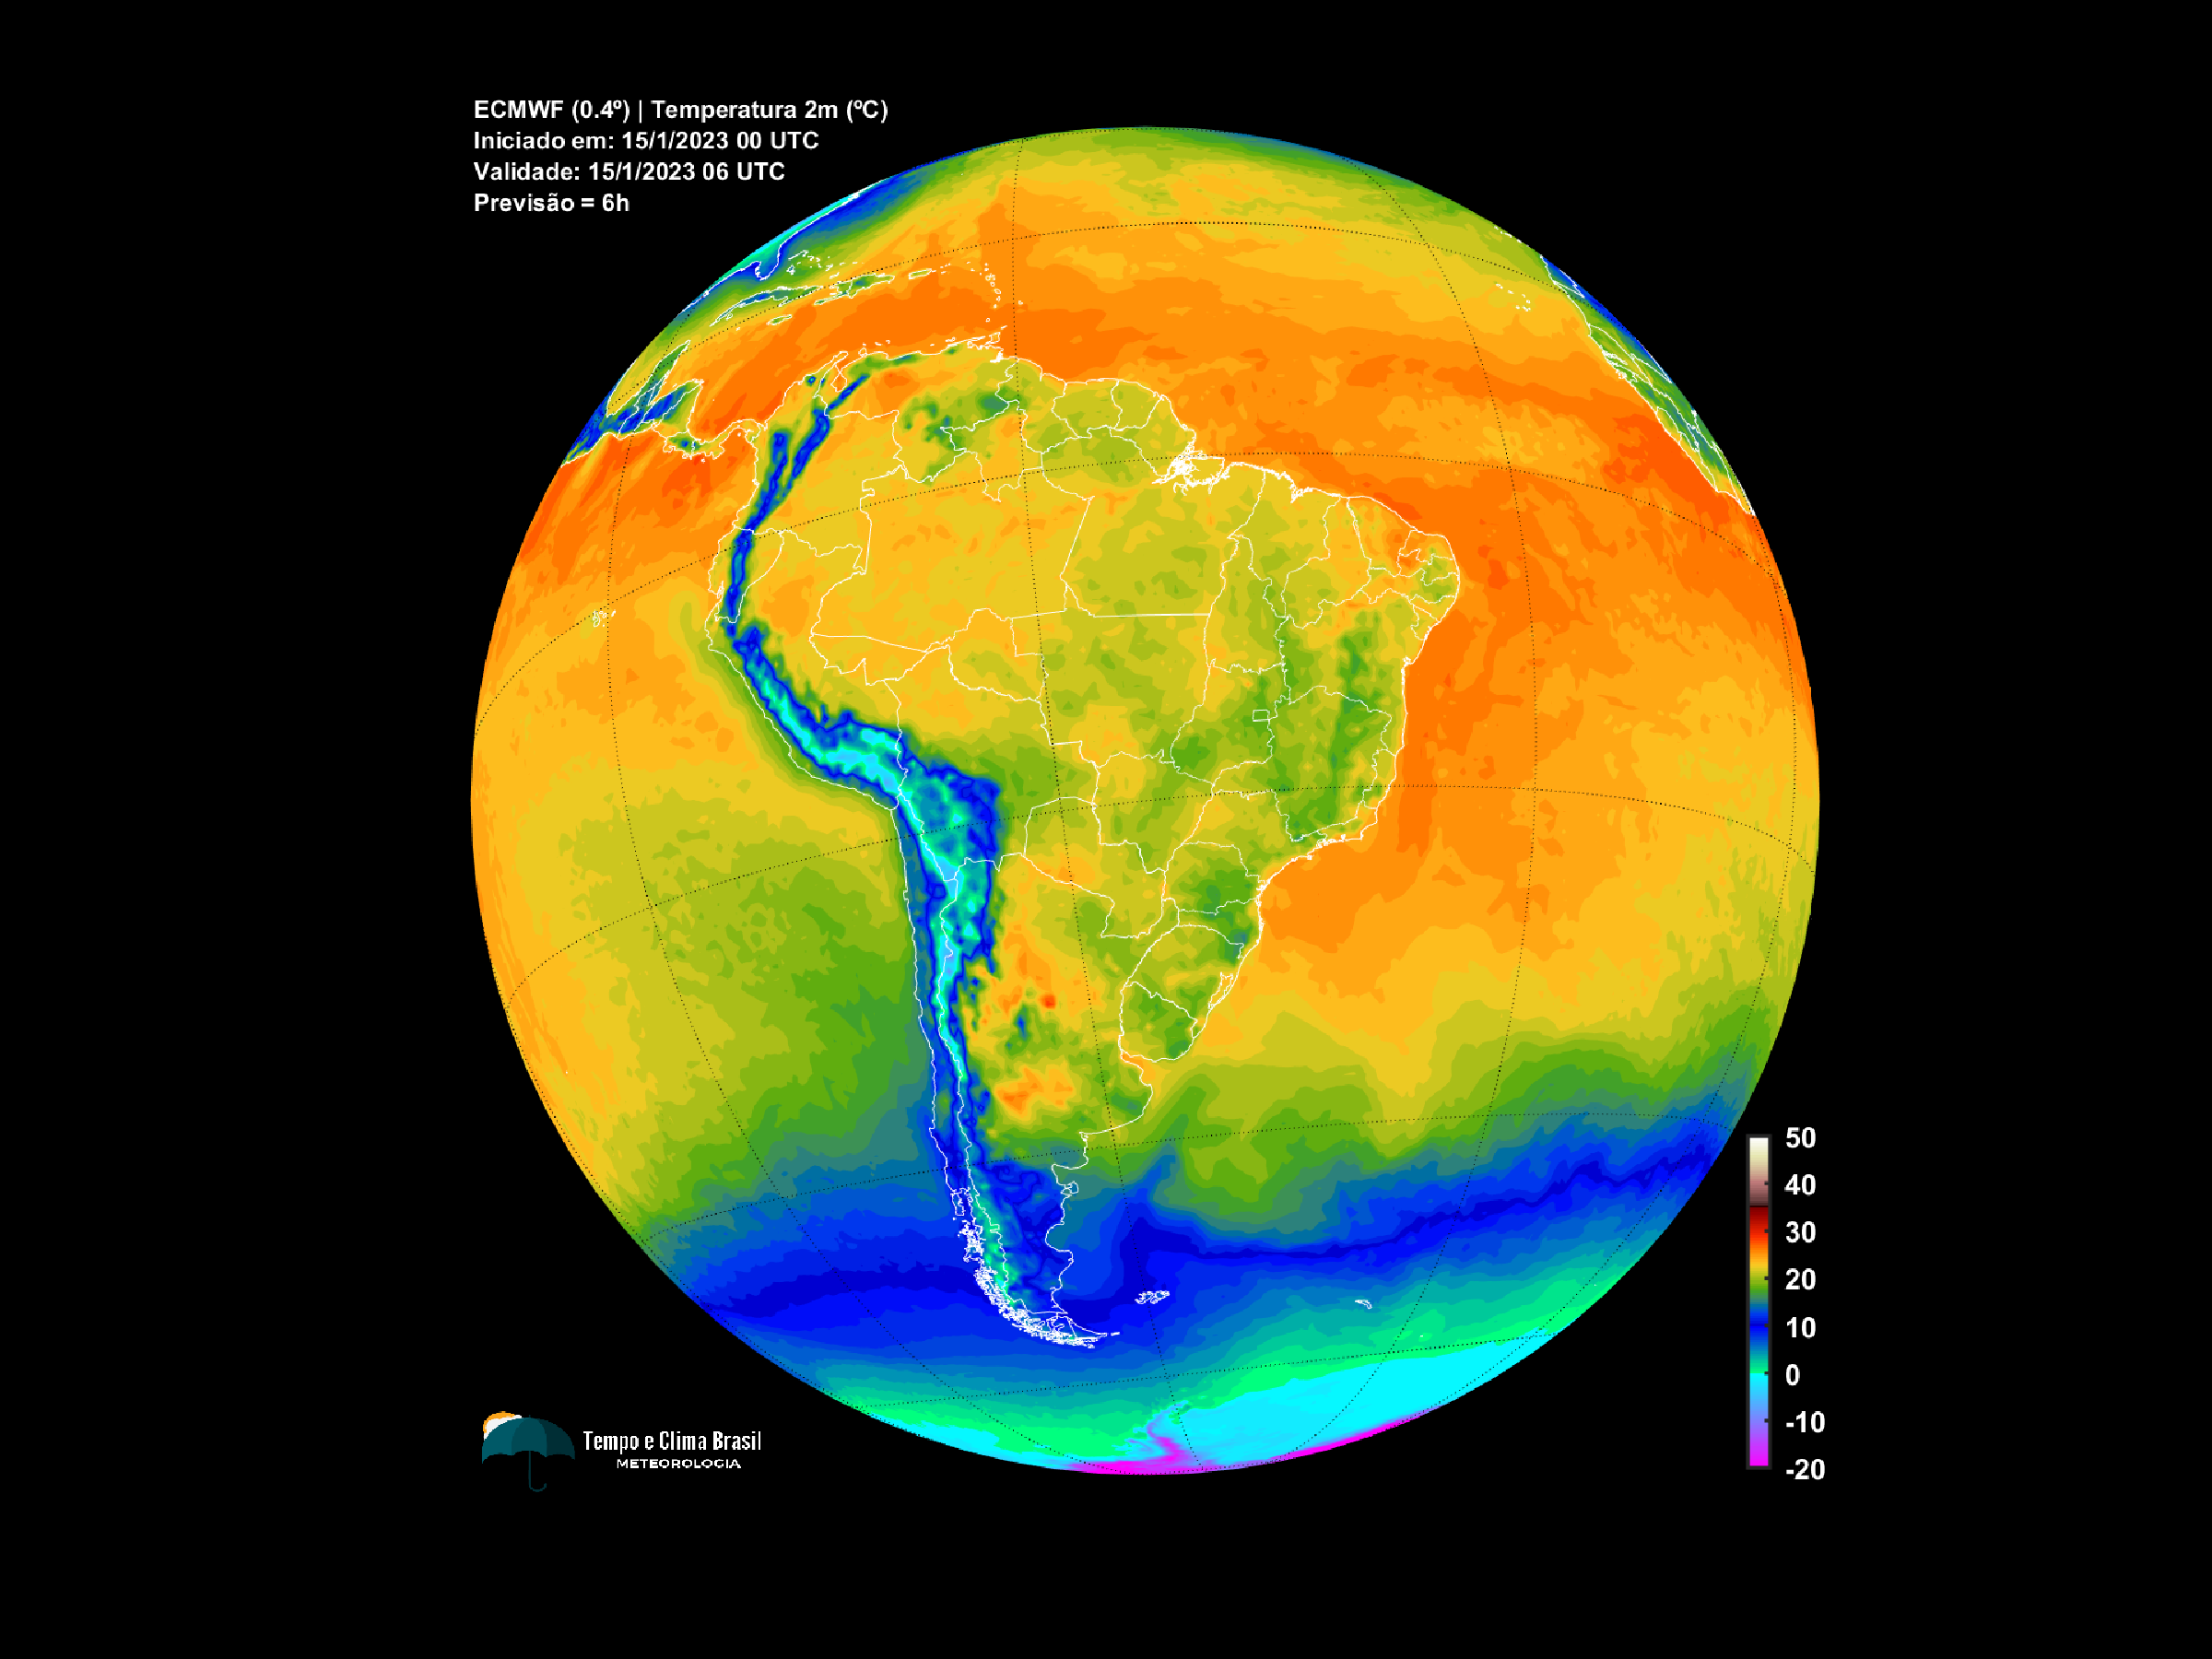 ECMWF (0.4º) | Temperatura 2m (ºC)
Iniciado em: 15/1/2023 00 UTC
Validade: 15/1/2023 06 UTC
Previsão = 6h
50
40
30
20
10
0
-10
-20
Tempo e Clima Brasil
METEOROLOGIA